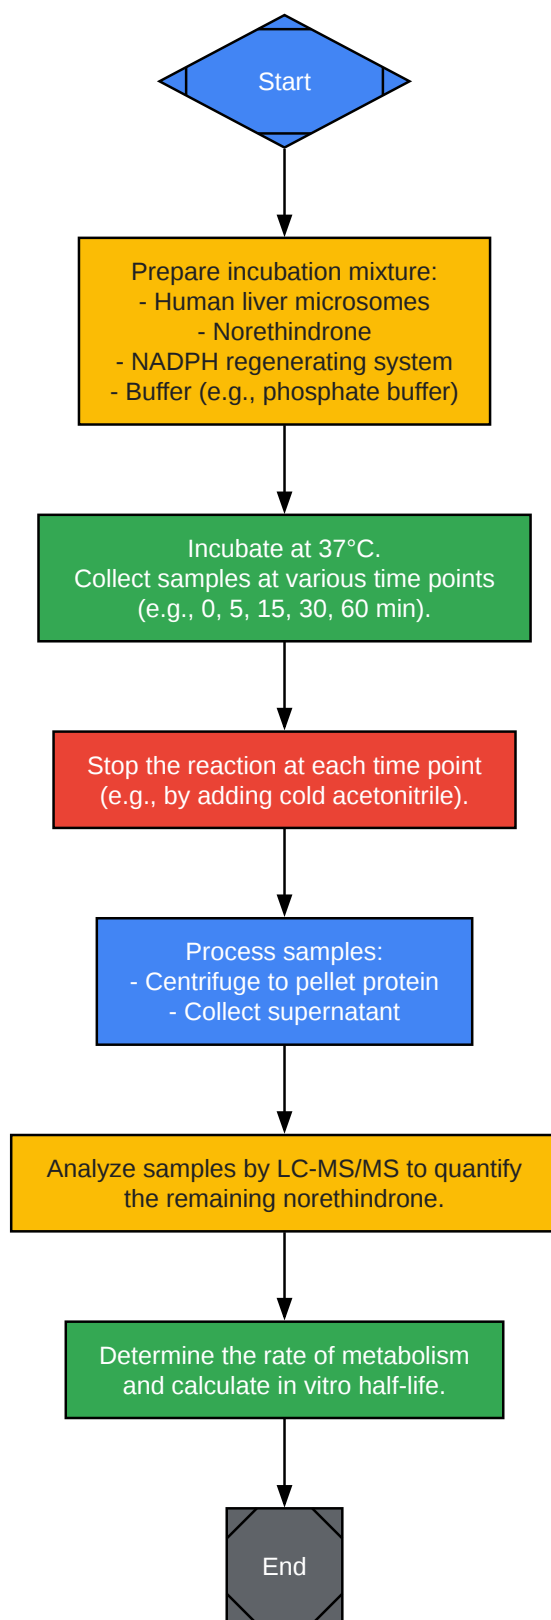 Start
Prepare incubation mixture:
- Human liver microsomes
- Norethindrone
- NADPH regenerating system
- Buffer (e.g., phosphate buffer)
Incubate at 37°C.
Collect samples at various time points
(e.g., 0, 5, 15, 30, 60 min).
Stop the reaction at each time point
(e.g., by adding cold acetonitrile).
Process samples:
- Centrifuge to pellet protein
- Collect supernatant
Analyze samples by LC-MS/MS to quantify
the remaining norethindrone.
Determine the rate of metabolism
and calculate in vitro half-life.
End